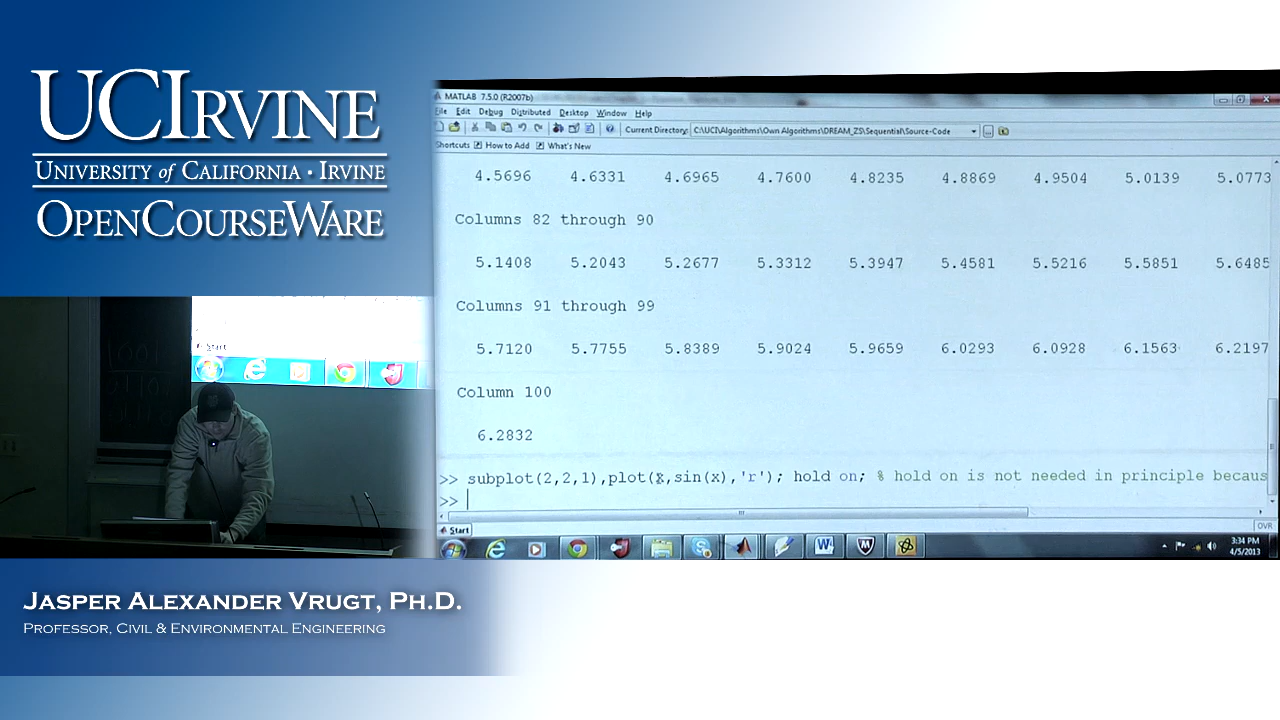 UCIRVINE
UNIVERSITY of CALIFORNIA • IRVINE
OPENCOURSEWARE
Start
JASPER ALEXANDER VRUGT, PH.D.
PROFESSOR, CIVIL & ENVIRONMENTAL ENGINEERING
MATLAB 7.5.0 (R2007b)
File Edit Debug Distributed Desktop Window Help
Current Directory: C:\UCI\Algorithms\Own Algorithms\DREAM_ZS\Sequential\Source-Code
Shortcuts How to Add What's New
4.5696 4.6331 4.6965 4.7600 4.8235 4.8869 4.9504 5.0139 5.0773
Columns 82 through 90
5.1408 5.2043 5.2677 5.3312 5.3947 5.4581 5.5216 5.5851 5.6485
Columns 91 through 99
5.7120 5.7755 5.8389 5.9024 5.9659 6.0293 6.0928 6.1563 6.2197
Column 100
6.2832
>> subplot(2,2,1),plot(x,sin(x),'r'); hold on; % hold on is not needed in principle becaus
>>
Start
OVR
3:34 PM
4/5/2013